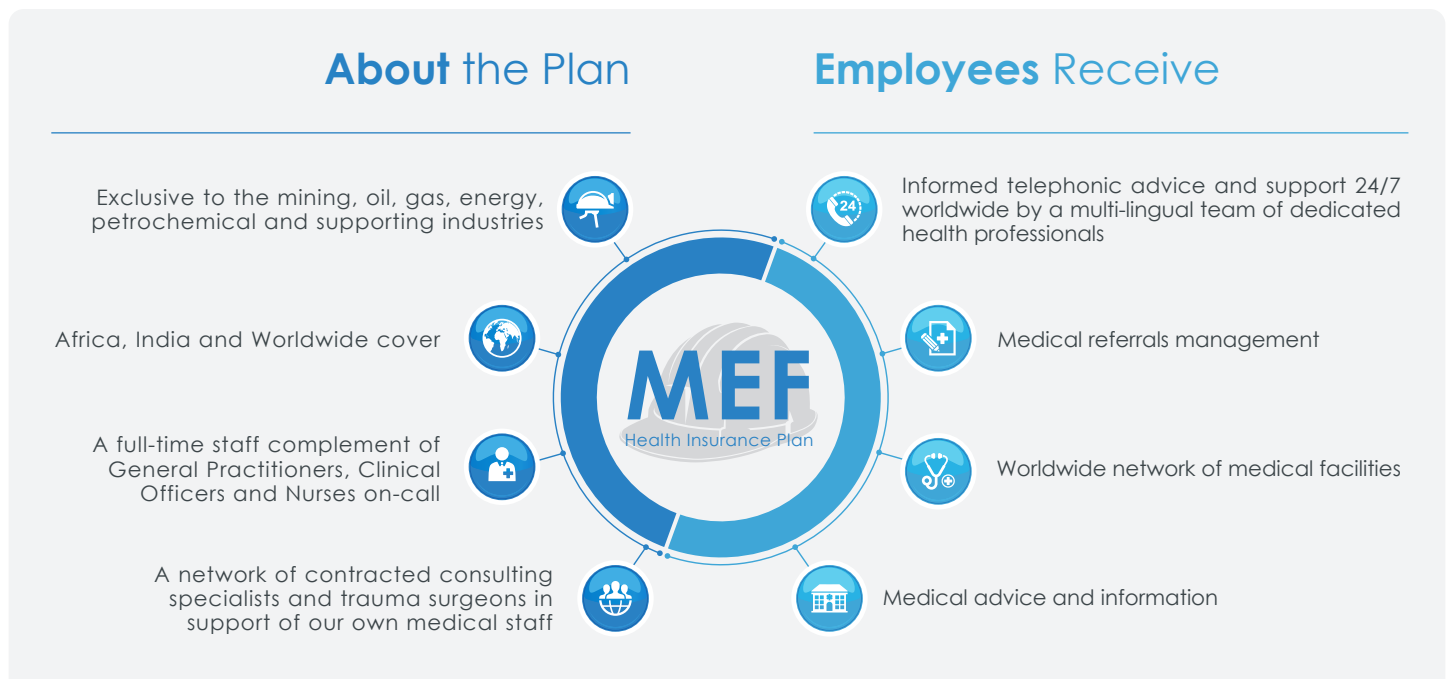 About the Plan
Exclusive to the mining, oil, gas, energy,
petrochemical and supporting industries
Africa, India and Worldwide cover
A full-time staff complement of
General Practitioners, Clinical
Officers and Nurses on-call
A network of contracted consulting
specialists and trauma surgeons in
support of our own medical staff
MEF
Health Insurance Plan
Employees Receive
24
Informed telephonic advice and support 24/7
worldwide by a multi-lingual team of dedicated
health professionals
Medical referrals management
Worldwide network of medical facilities
Medical advice and information